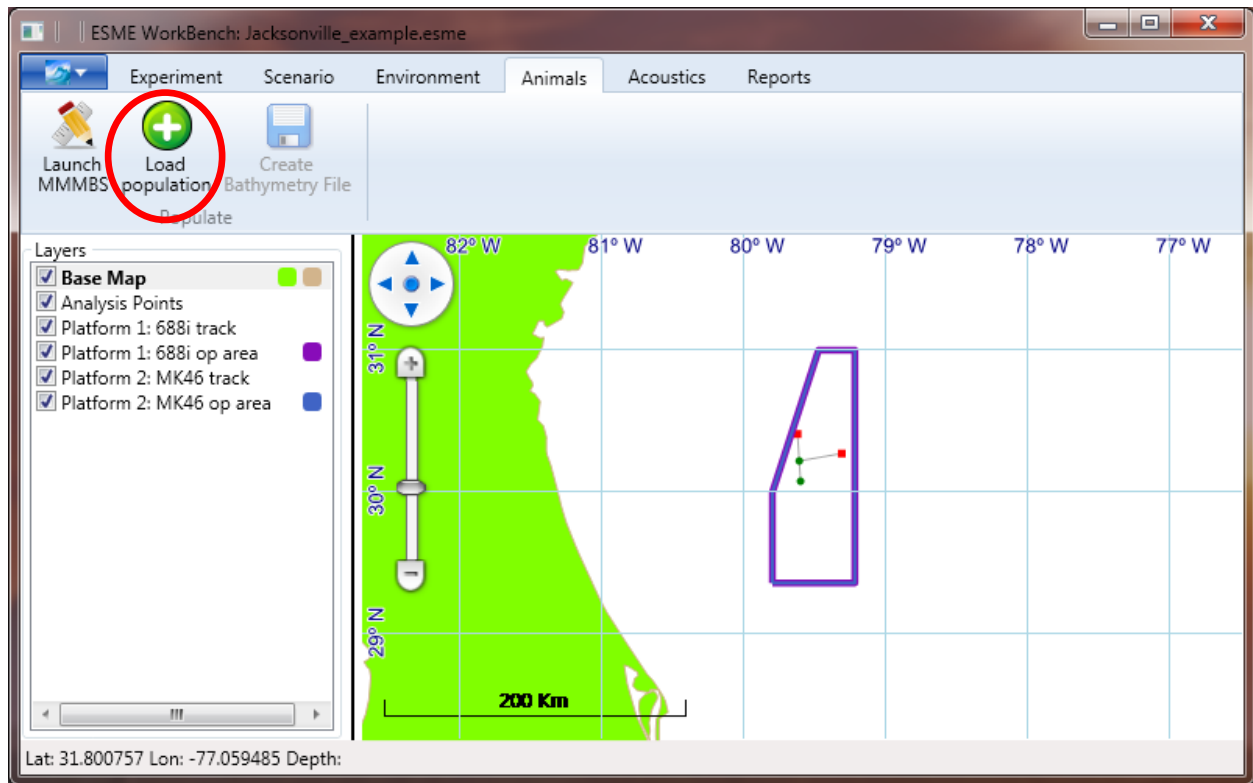 ESME WorkBench: Jacksonville_example.esme
Experiment Scenario Environment Animals Acoustics Reports
Launch MMMBS
Load population
Create Bathymetry File
Populate
Layers
Base Map
Analysis Points
Platform 1: 688i track
Platform 1: 688i op area
Platform 2: MK46 track
Platform 2: MK46 op area
82° W 81° W 80° W 79° W 78° W 77° W
31° N
30° N
29° N
200 Km
Lat: 31.800757 Lon: -77.059485 Depth: